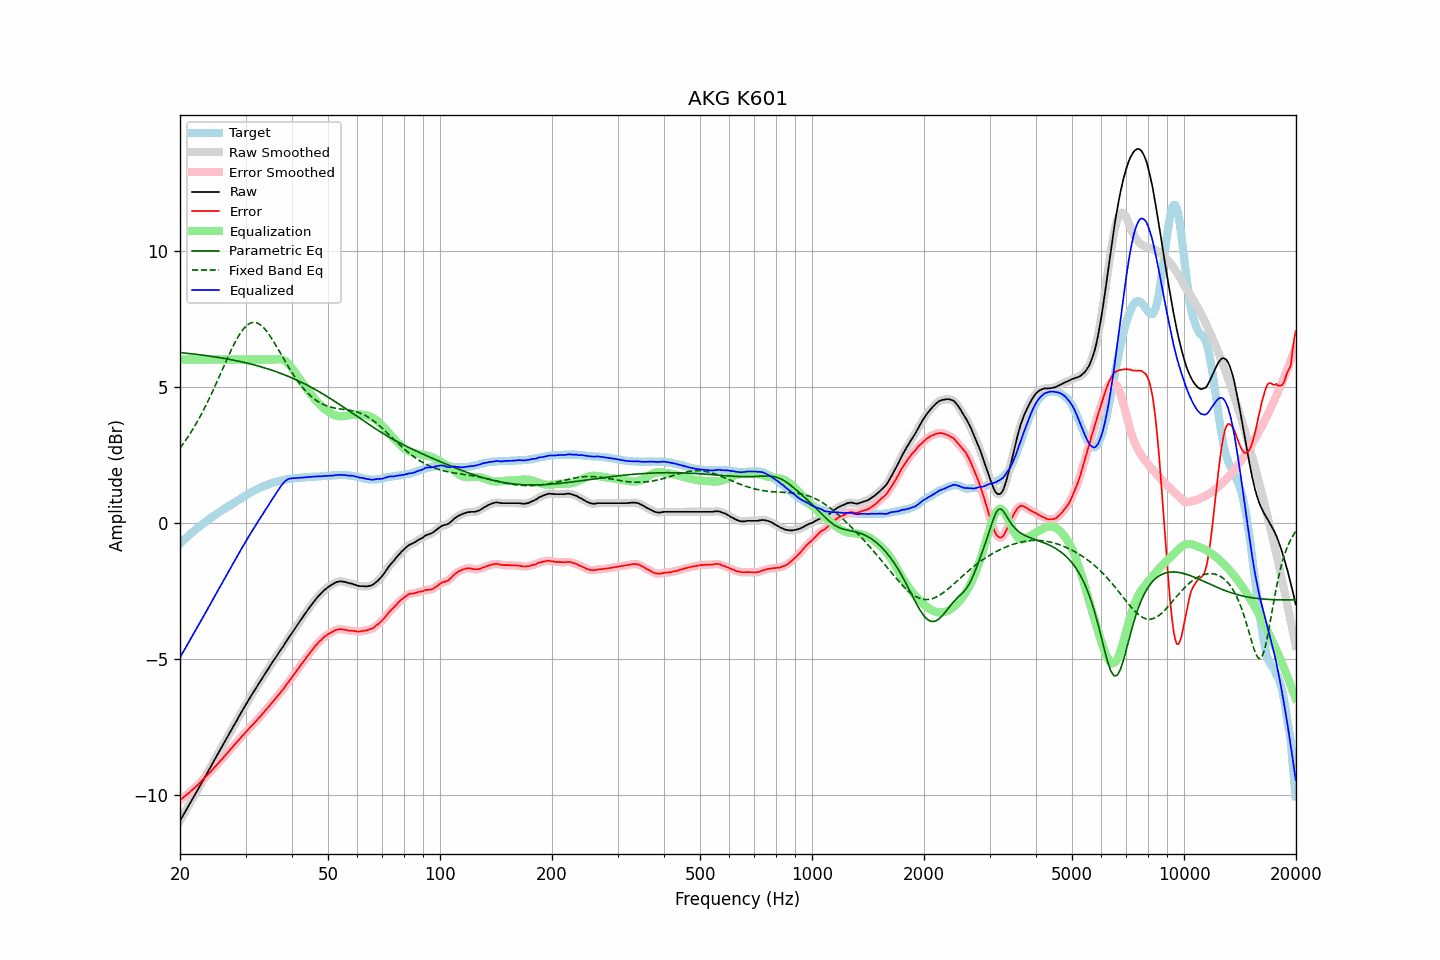 AKG K601
Target
Raw Smoothed
Error Smoothed
Raw
Error
Equalization
Parametric Eq
Fixed Band Eq
Equalized
Amplitude (dBr)
10
5
0
−5
−10
20 50 100 200 500 1000 2000 5000 10000 20000
Frequency (Hz)